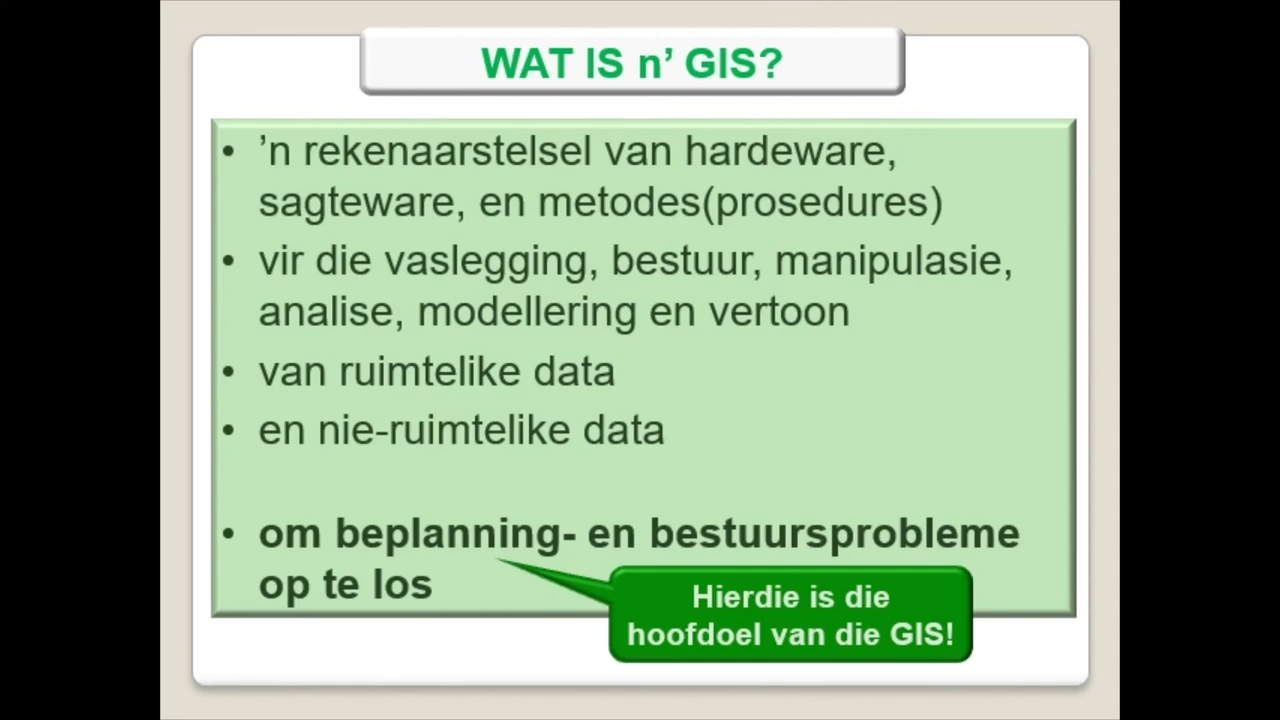 WAT IS n’ GIS?
• ’n rekenaarstelsel van hardeware,
sagteware, en metodes(prosedures)
• vir die vaslegging, bestuur, manipulasie,
analise, modellering en vertoon
• van ruimtelike data
• en nie-ruimtelike data
• om beplanning- en bestuursprobleme
op te los
Hierdie is die
hoofdoel van die GIS!